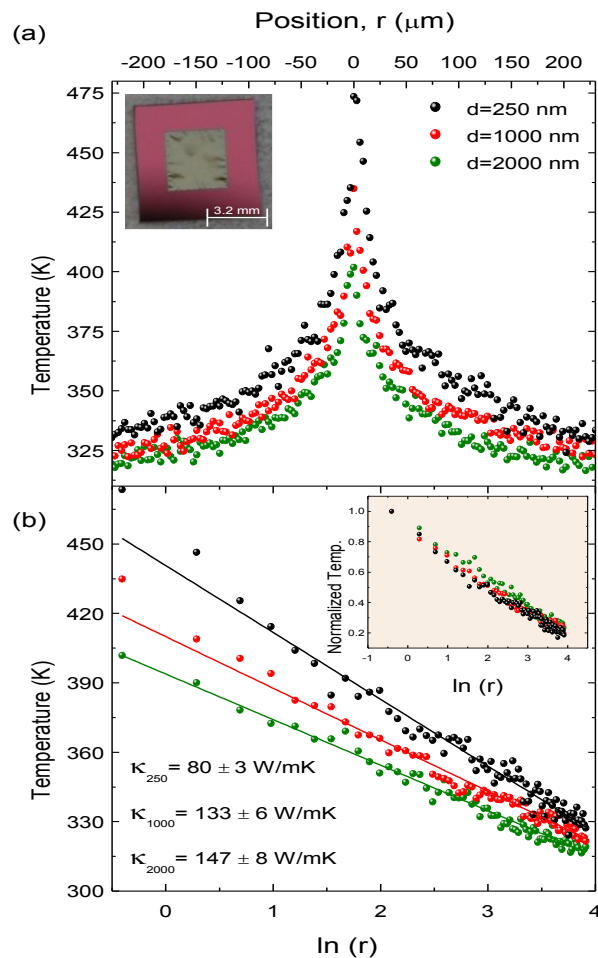 Position, r (μm)
(a)
-200 -150 -100 -50 0 50 100 150 200
475
450
425
400
375
350
325
Temperature (K)
3.2 mm
d=250 nm
d=1000 nm
d=2000 nm
(b)
450
420
390
360
330
300
Temperature (K)
κ250= 80 ± 3 W/mK
κ1000= 133 ± 6 W/mK
κ2000= 147 ± 8 W/mK
1.0
0.8
0.6
0.4
0.2
Normalized Temp.
-1 0 1 2 3 4
ln (r)
0 1 2 3 4
ln (r)